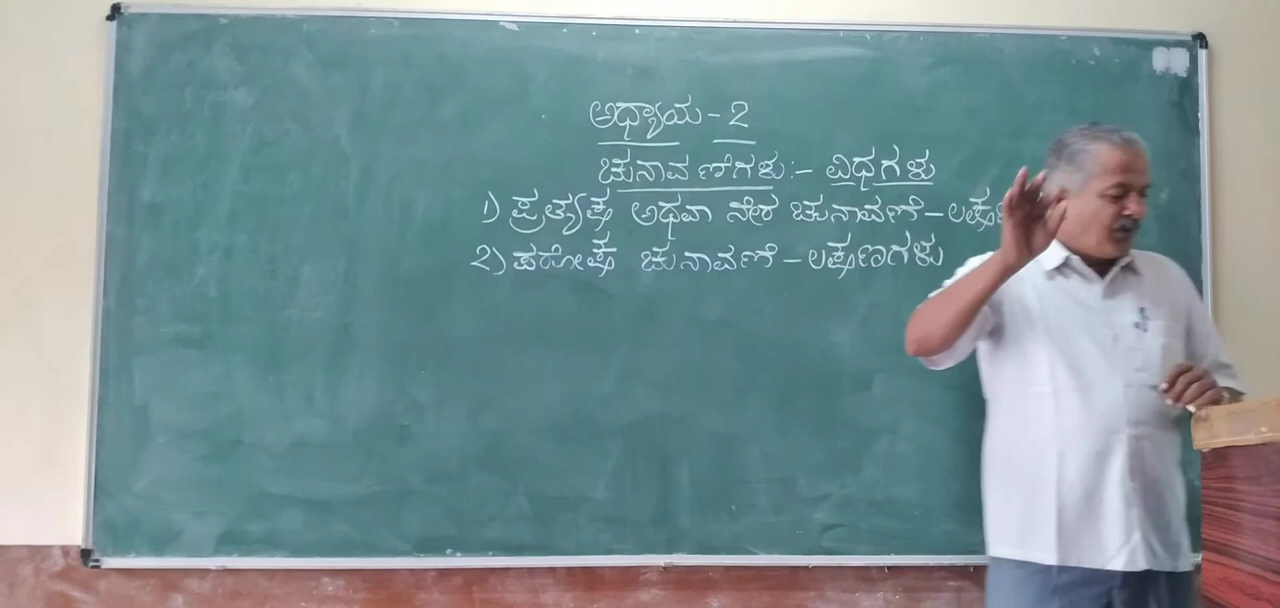 ಅಧ್ಯಾಯ - 2
ಚುನಾವಣೆಗಳು:- ವಿಧಗಳು
1) ಪ್ರತ್ಯಕ್ಷ ಅಥವಾ ನೇರ ಚುನಾವಣೆ - ಲಕ್ಷಣ
2) ಪರೋಕ್ಷ ಚುನಾವಣೆ - ಲಕ್ಷಣಗಳು